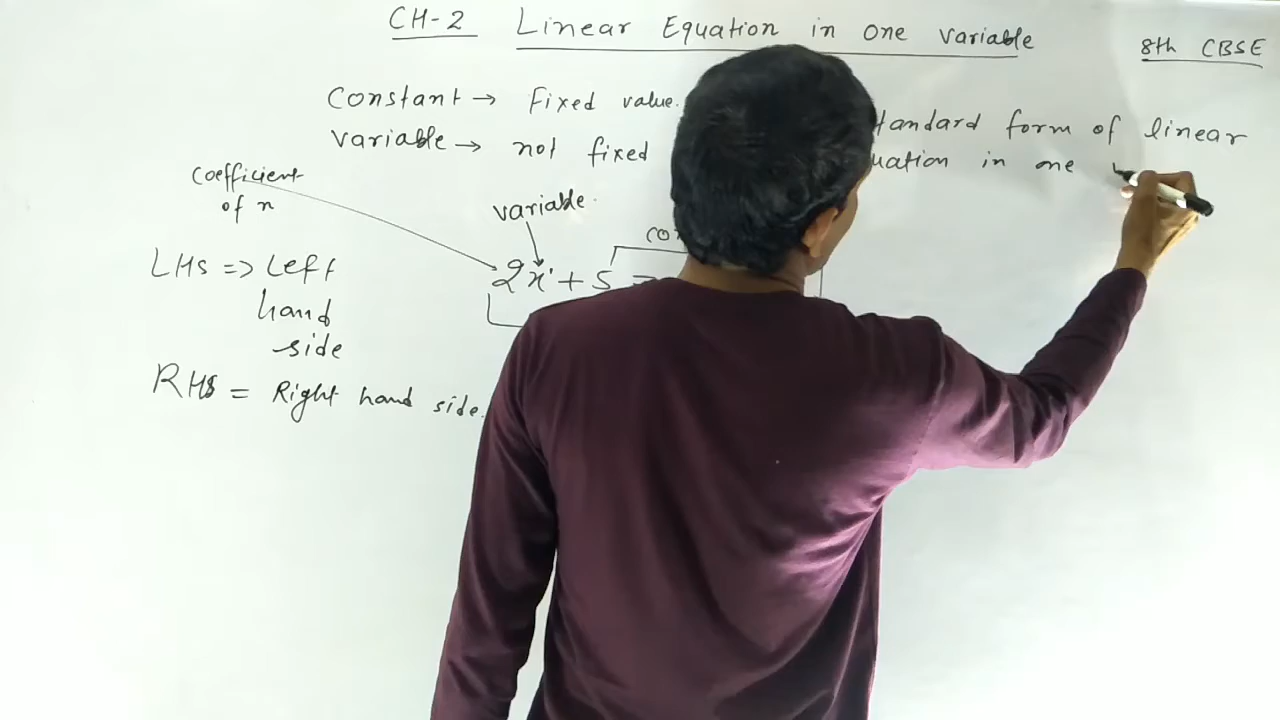 CH-2 Linear Equation in one variable
8th CBSE
Constant → Fixed value.
variable → not fixed
tandard form of linear
uation in one
coefficient
of x
variable.
2x + 5 =
LHS => Left
hand
side
RHS = Right hand side.